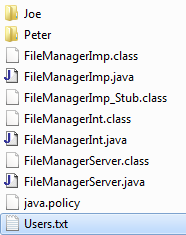 Joe
Peter
FileManagerImp.class
FileManagerImp.java
FileManagerImp_Stub.class
FileManagerInt.class
FileManagerInt.java
FileManagerServer.class
FileManagerServer.java
java.policy
Users.txt